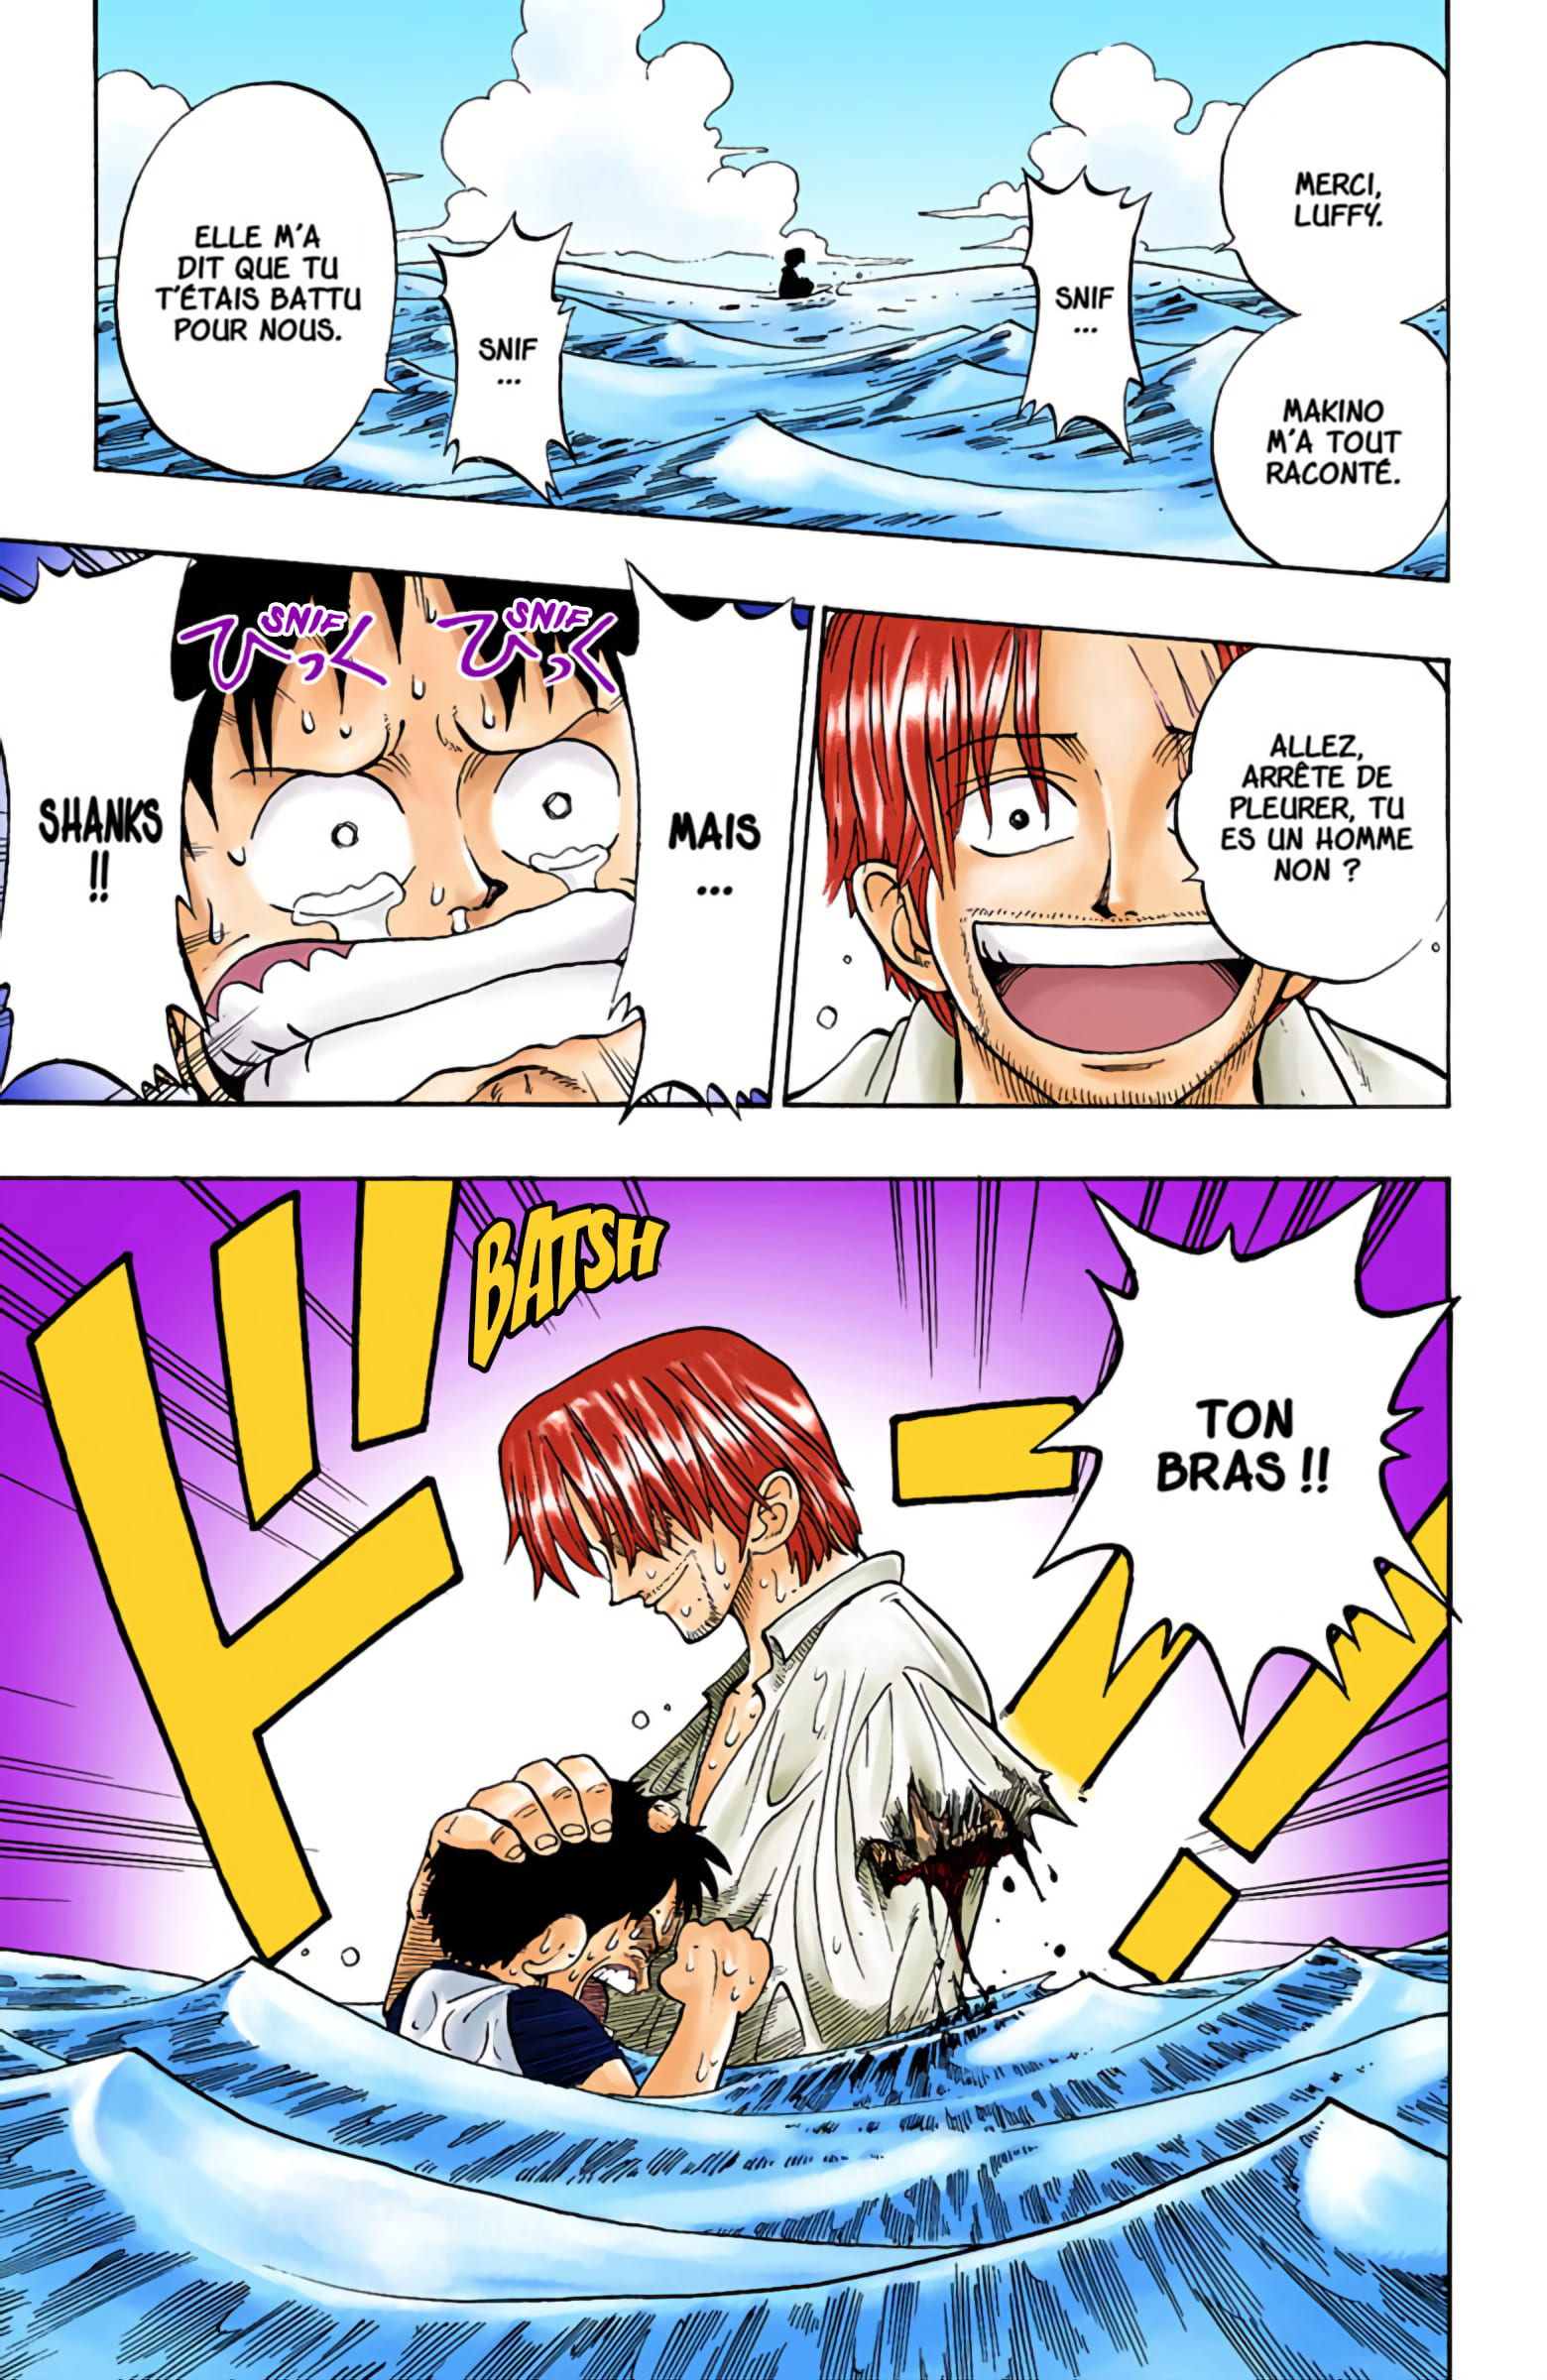 MERCI,
LUFFY.
MAKINO
M'A TOUT
RACONTÉ.
SNIF
...
SNIF
...
ELLE M'A
DIT QUE TU
T'ÉTAIS BATTU
POUR NOUS.
ALLEZ,
ARRÊTE DE
PLEURER, TU
ES UN HOMME
NON ?
MAIS
...
SNIF
ひっく
SNIF
ひっく
SHANKS
!!
TON
BRAS !!
BATSH
ドーン